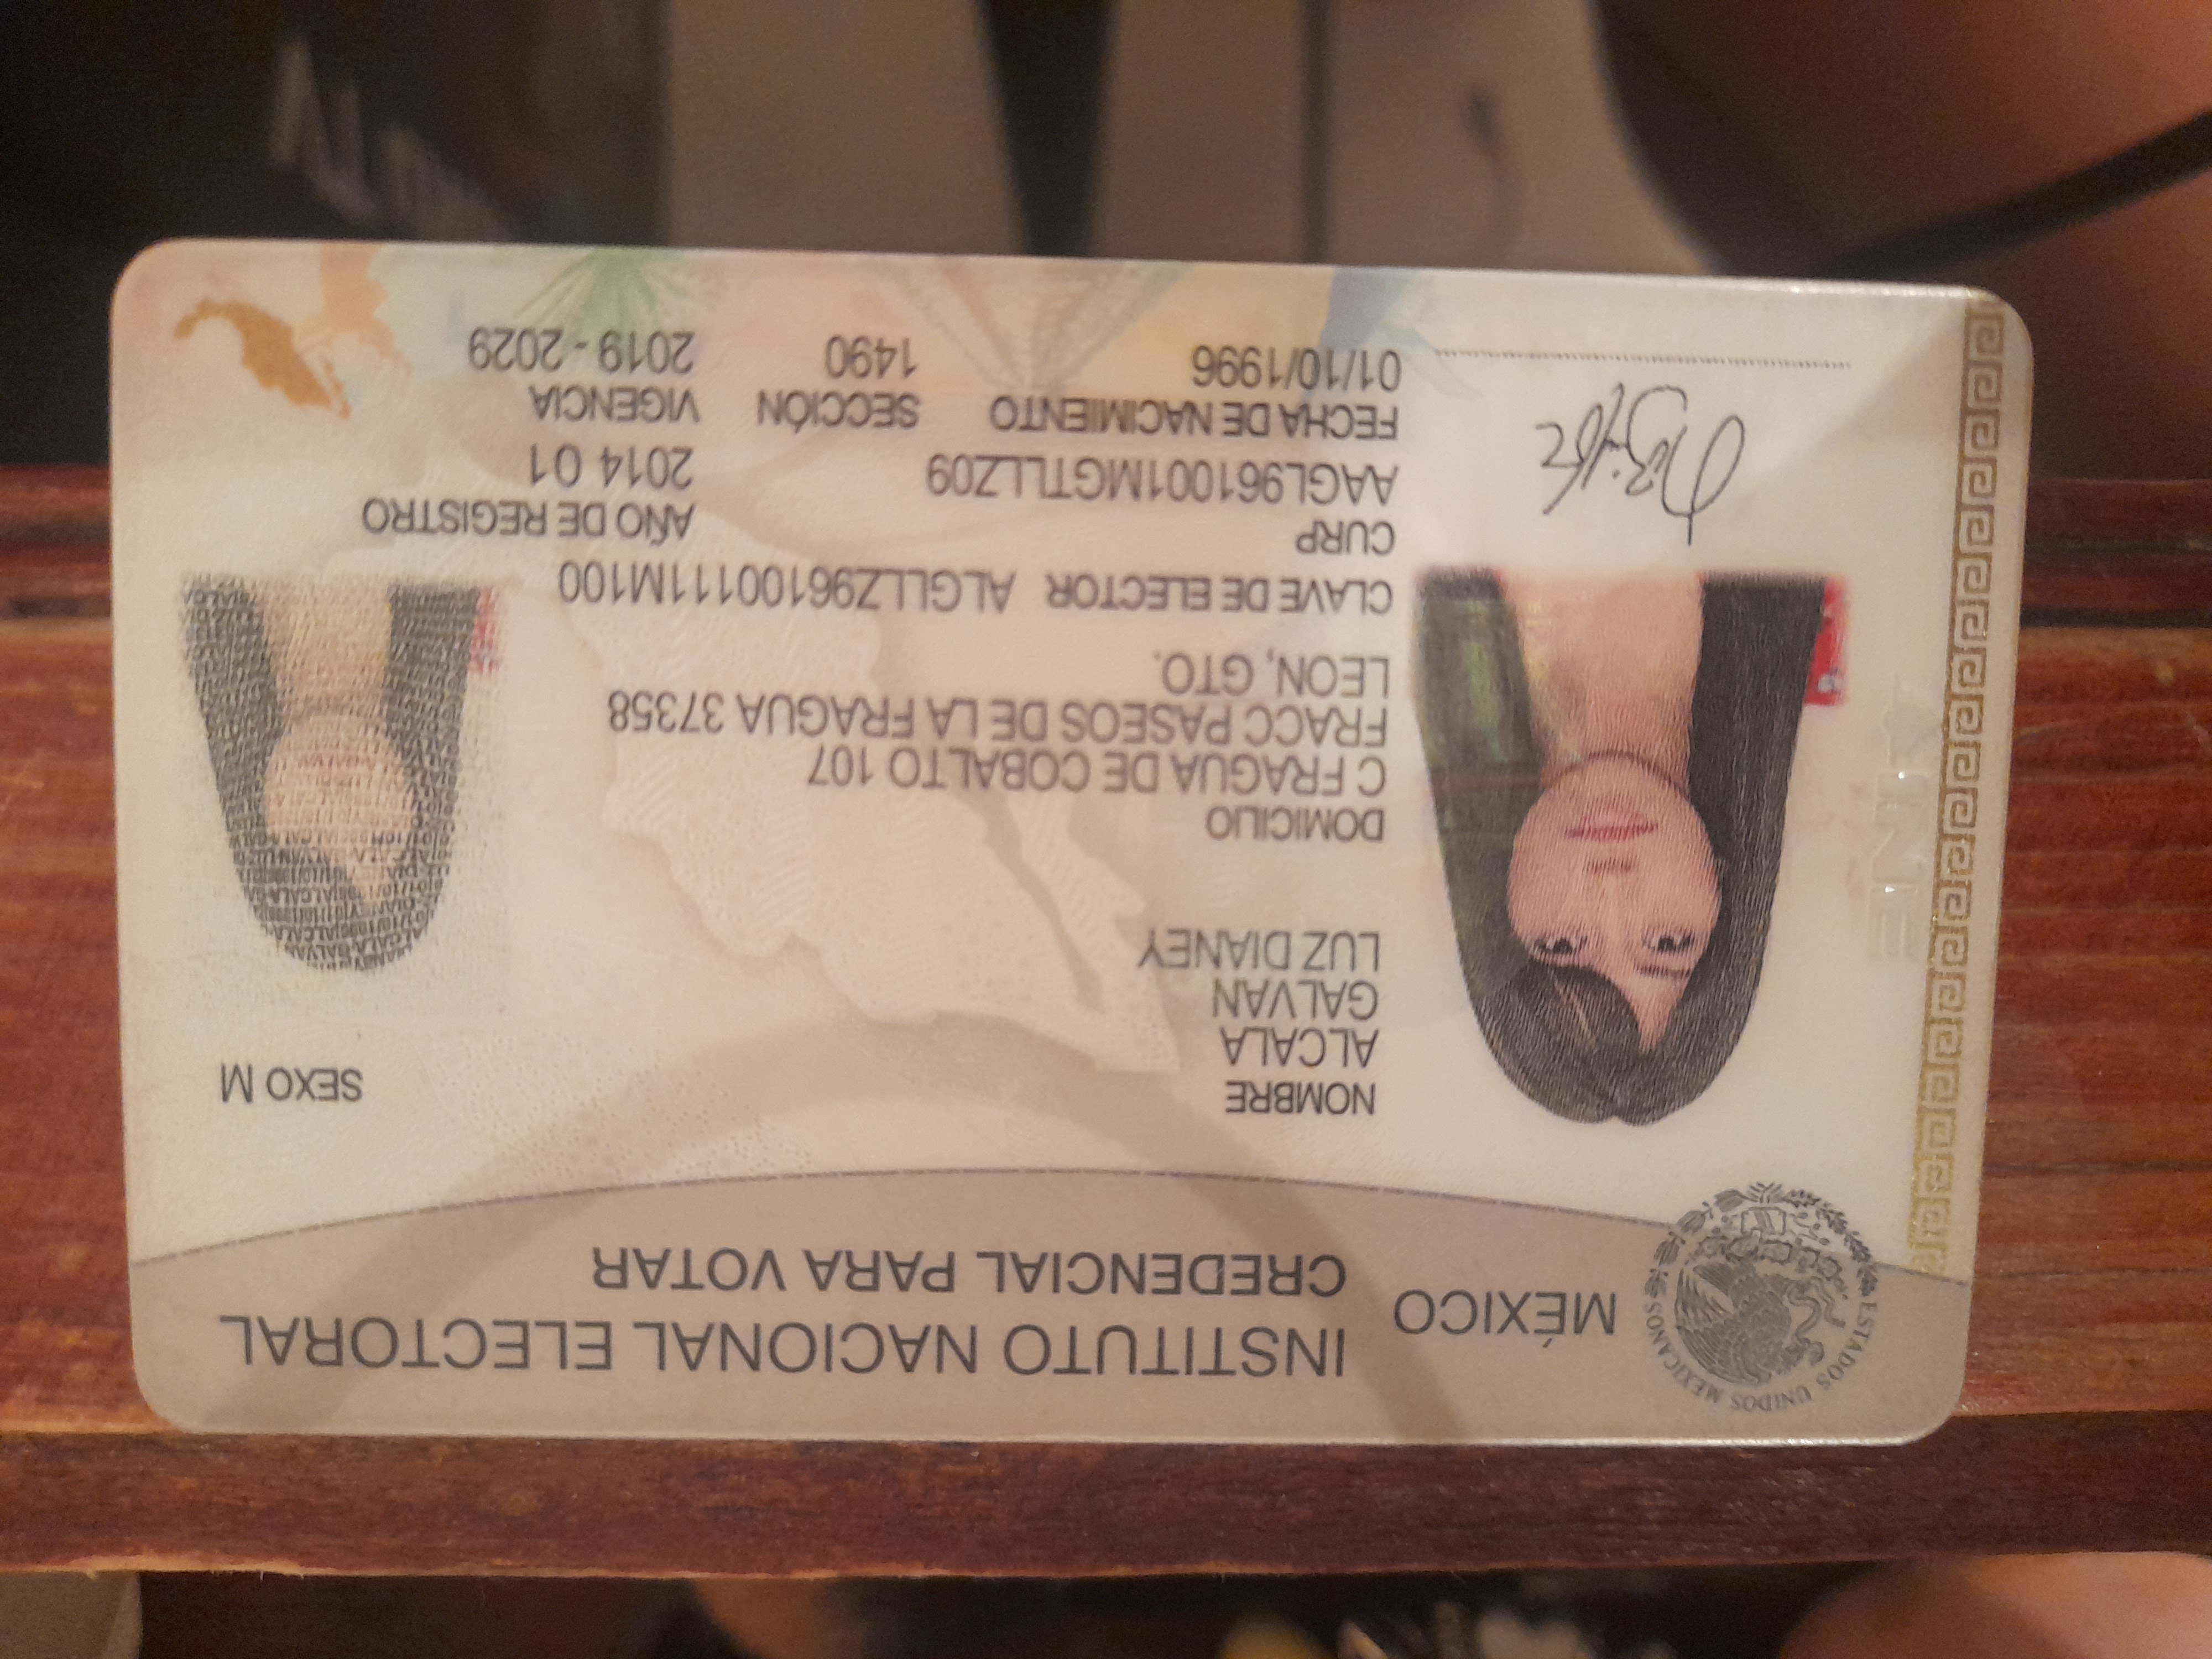 MÉXICO
INSTITUTO NACIONAL ELECTORAL
CREDENCIAL PARA VOTAR
ESTADOS UNIDOS MEXICANOS
NOMBRE
ALCALA
GALVAN
LUZ DIANEY
SEXO M
DOMICILIO
C FRAGUA DE COBALTO 107
FRACC PASEOS DE LA FRAGUA 37358
LEON, GTO.
CLAVE DE ELECTOR ALGLLZ96100111M100
CURP
AAGL961001MGTLLZ09
AÑO DE REGISTRO
2014 01
FECHA DE NACIMIENTO
01/10/1996
SECCIÓN
1490
VIGENCIA
2019 - 2029
INE